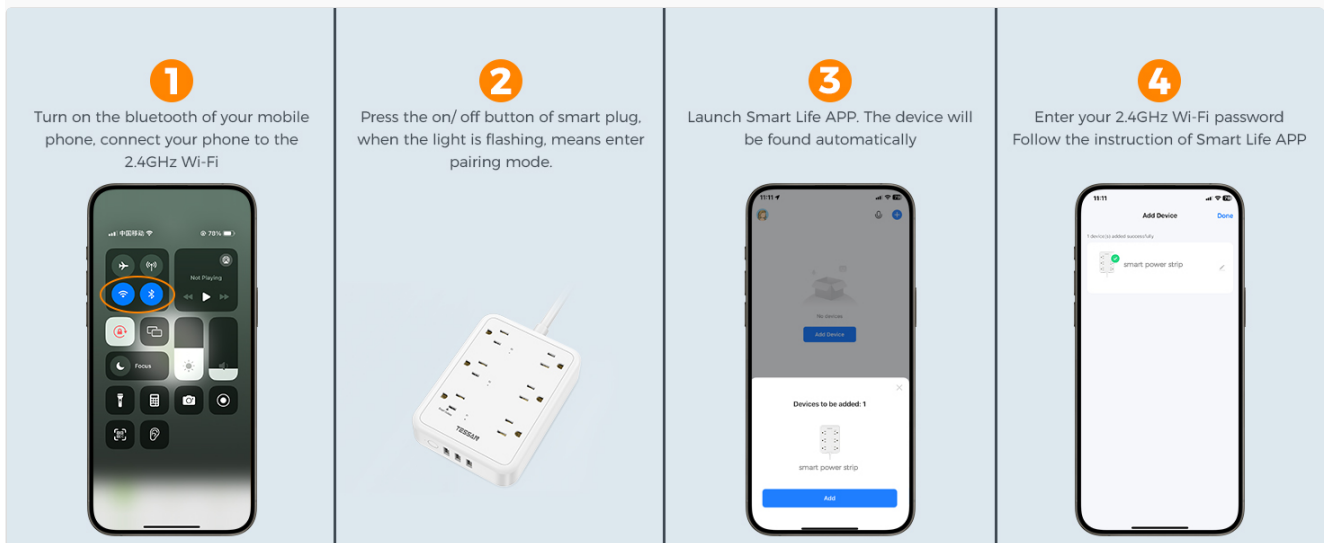 1
Turn on the bluetooth of your mobile
phone, connect your phone to the
2.4GHz Wi-Fi
中国移动
70%
Not Playing
Focus
2
Press the on/ off button of smart plug,
when the light is flashing, means enter
pairing mode.
TESSAN
3
Launch Smart Life APP. The device will
be found automatically
11:11
No devices
Add Device
Devices to be added: 1
smart power strip
Add
4
Enter your 2.4GHz Wi-Fi password
Follow the instruction of Smart Life APP
11:11
Add Device
Done
1 device(s) added successfully
smart power strip